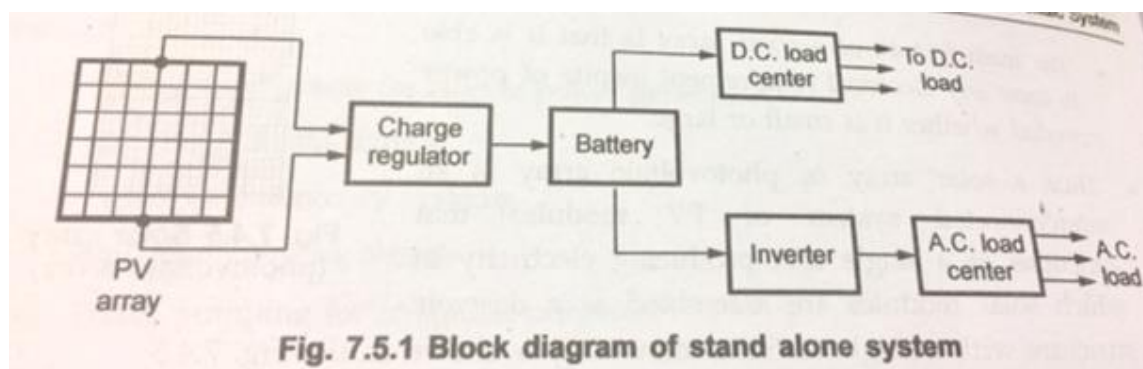 System
D.C. load
center
To D.C.
load
Charge
regulator
Battery
Inverter
A.C. load
center
A.C.
load
PV
array
Fig. 7.5.1 Block diagram of stand alone system